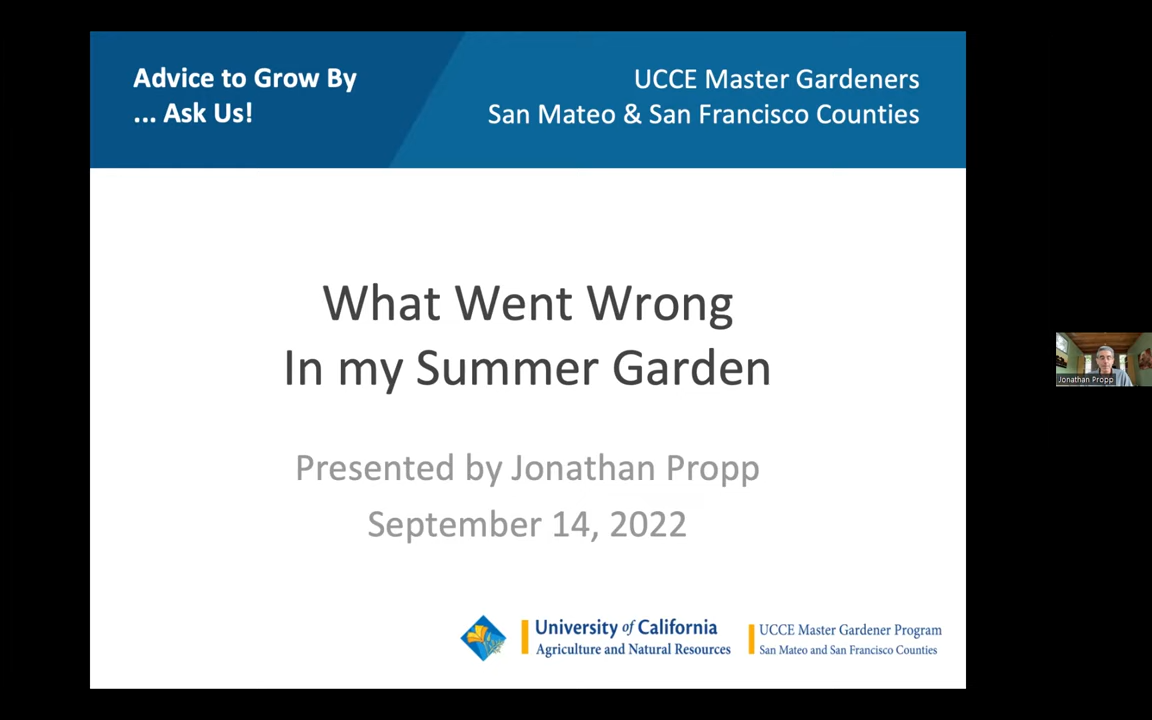 Advice to Grow By
... Ask Us!
UCCE Master Gardeners
San Mateo & San Francisco Counties
What Went Wrong
In my Summer Garden
Presented by Jonathan Propp
September 14, 2022
University of California
Agriculture and Natural Resources
UCCE Master Gardener Program
San Mateo and San Francisco Counties
Jonathan Propp